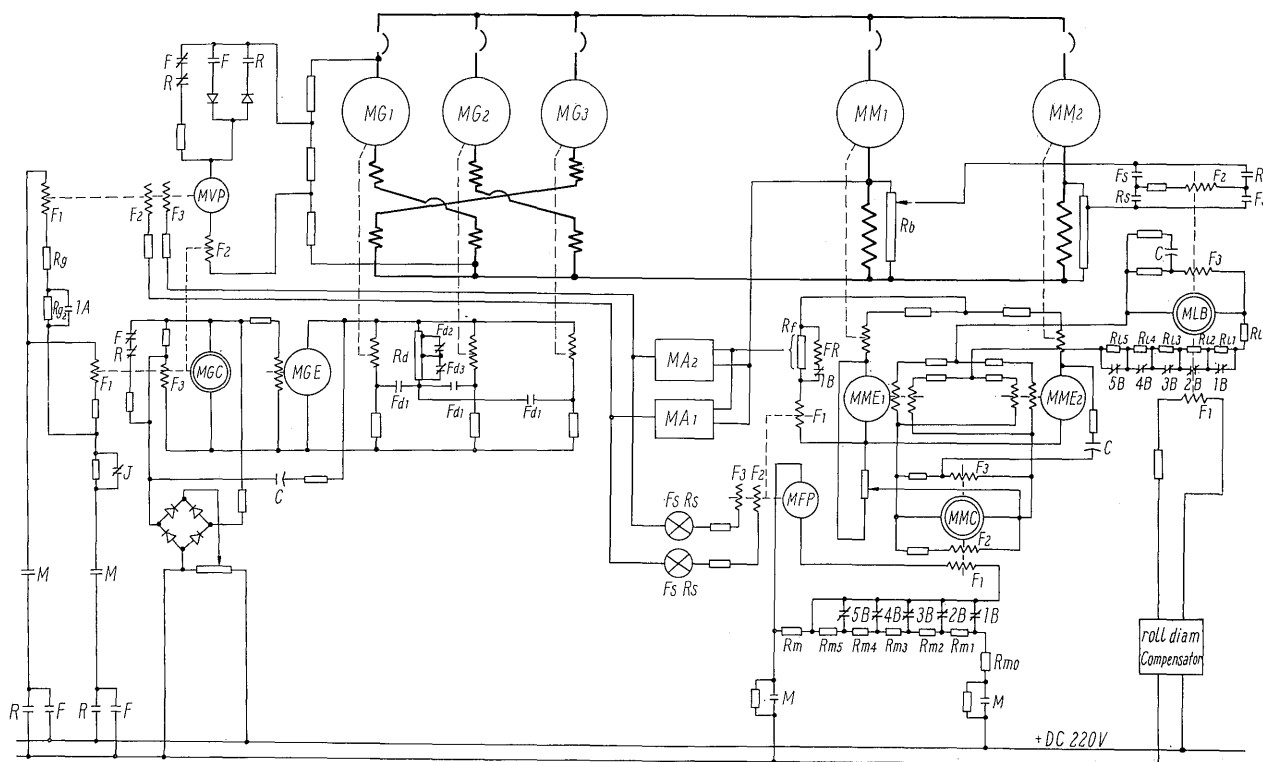 F F R
R
MG1 MG2 MG3 MM1 MM2
MVP
F1 F2 F3
F2
Rg
Rg2 1A
Fs F2 R
Rs
Rb
C F3
MLB
F
R F3 MGC MGE
F1
Rd Fd2
Fd3
Fd1 Fd1 Fd1
MA2
MA1
Rf FR
1B
F1
MME1 MME2
RL5 RL4 RL3 RL2 RL1
5B 4B 3B 2B 1B
F1
J
C
C
F3 F2
Fs Rs
MFP
Fs Rs
F3
MMC
F2
F1
M M
5B 4B 3B 2B 1B
Rm Rm5 Rm4 Rm3 Rm2 Rm1
Rm0
M M
roll diam
Compensator
R F R F
+DC 220V